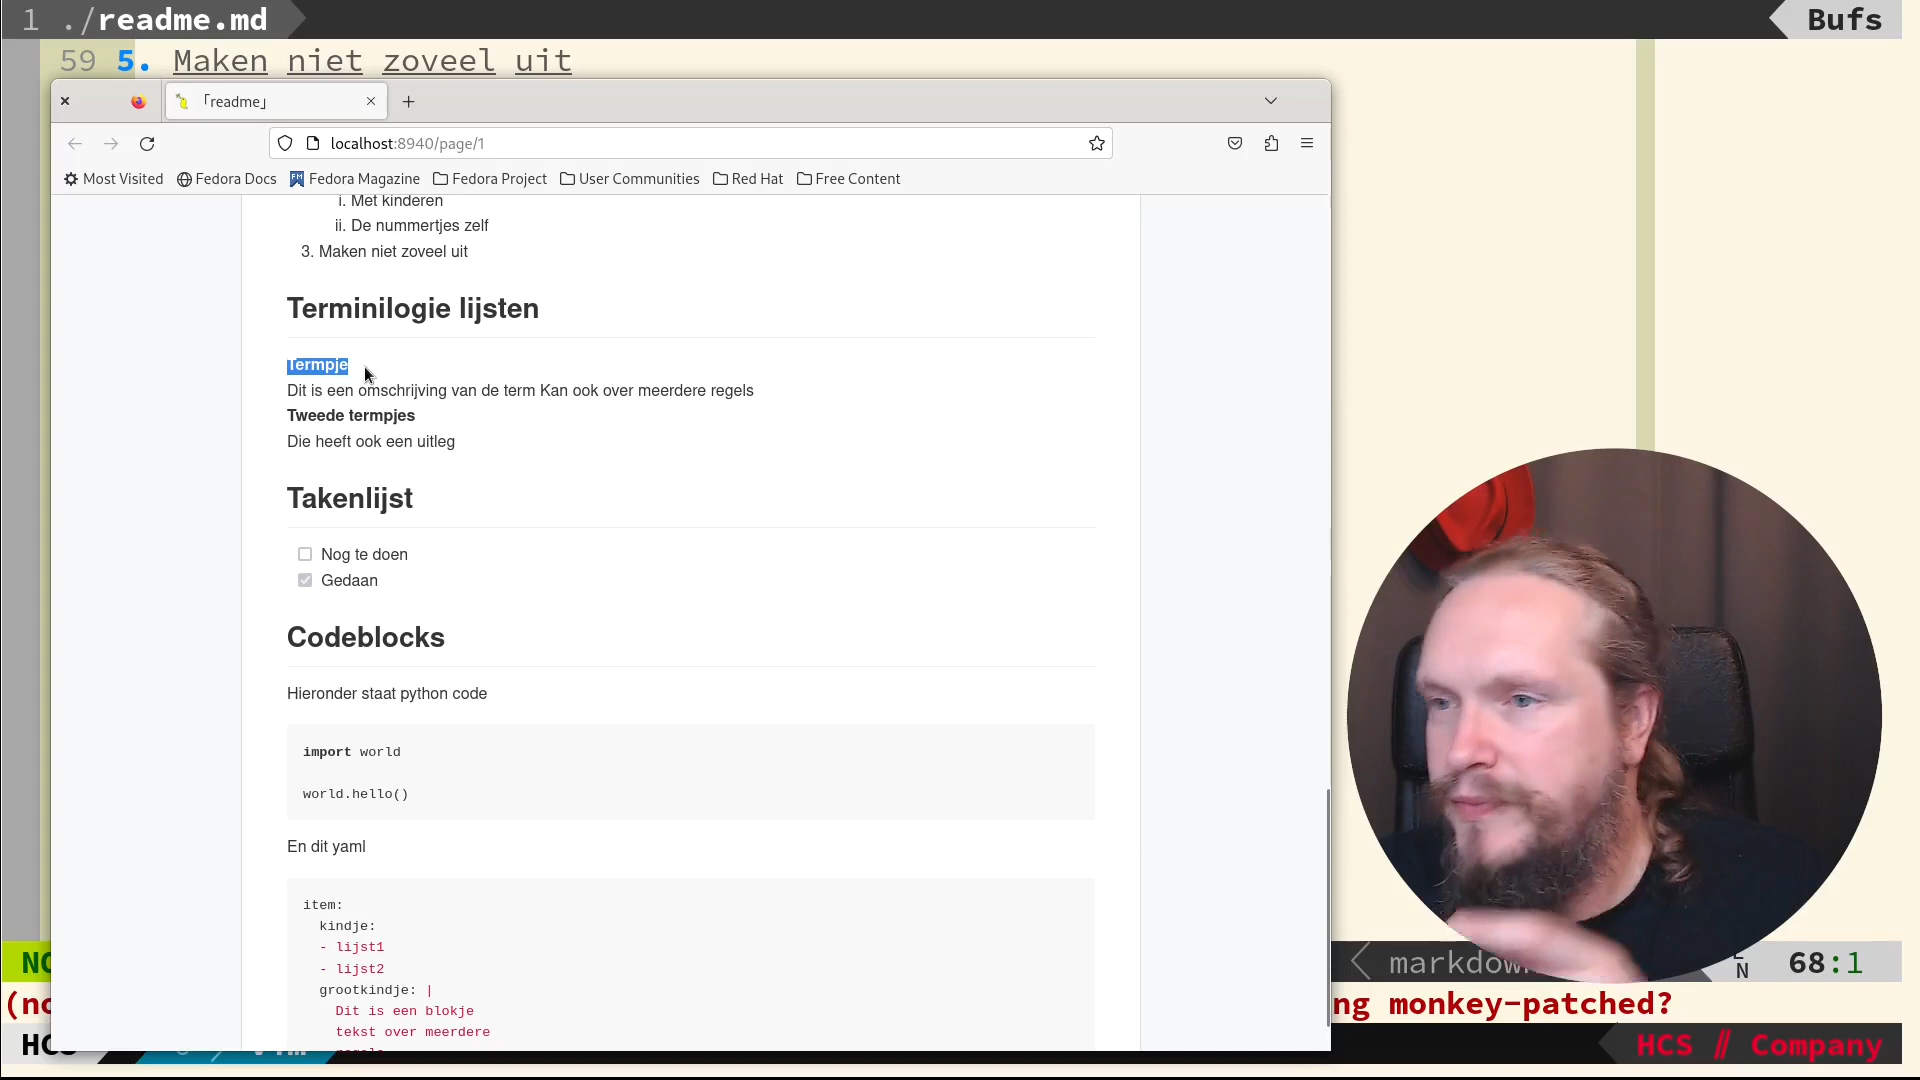 1 ./readme.md
Bufs
59 5. Maken niet zoveel uit
「readme」
localhost:8940/page/1
Most Visited Fedora Docs Fedora Magazine Fedora Project User Communities Red Hat Free Content
i. Met kinderen
ii. De nummertjes zelf
3. Maken niet zoveel uit
Terminilogie lijsten
Termpje
Dit is een omschrijving van de term Kan ook over meerdere regels
Tweede termpjes
Die heeft ook een uitleg
Takenlijst
Nog te doen
Gedaan
Codeblocks
Hieronder staat python code
import world
world.hello()
En dit yaml
item:
kindje:
- lijst1
- lijst2
grootkindje: |
Dit is een blokje
tekst over meerdere
68:1
monkey-patched?
HCS // Company